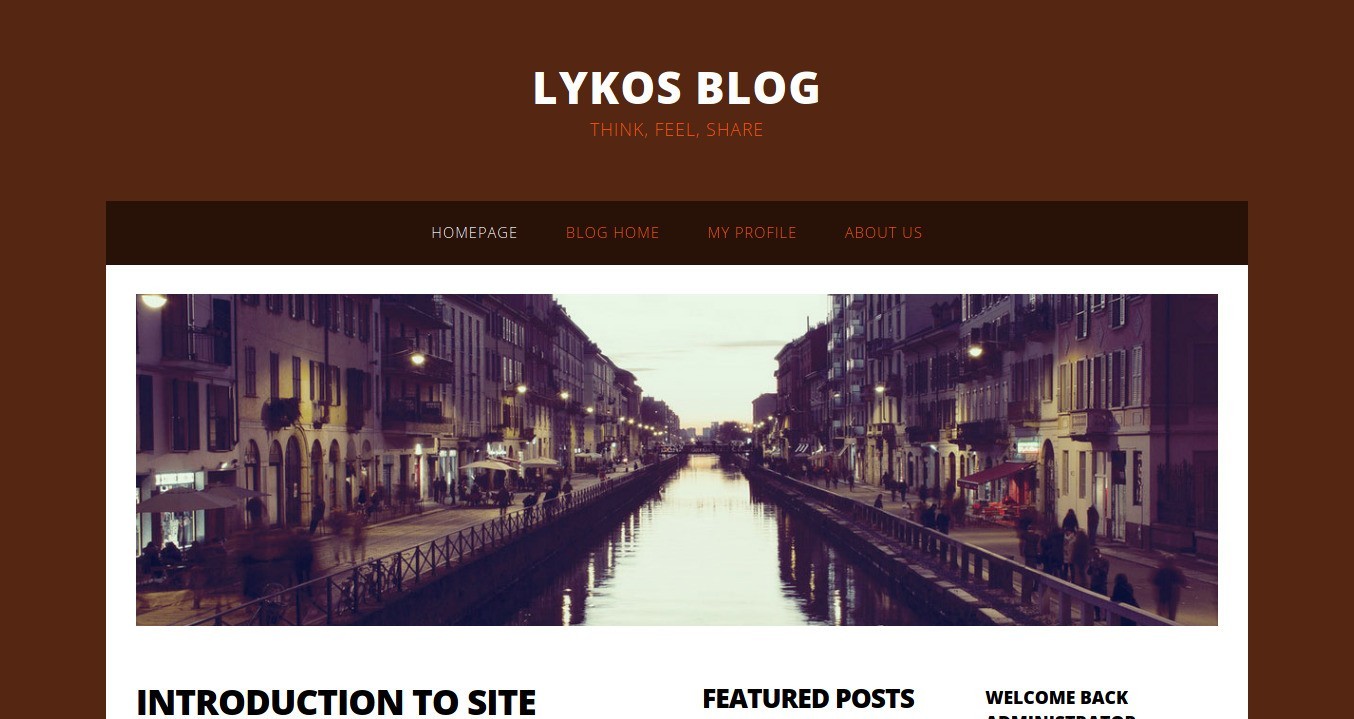 LYKOS BLOG
THINK, FEEL, SHARE
HOMEPAGE BLOG HOME MY PROFILE ABOUT US
INTRODUCTION TO SITE FEATURED POSTS WELCOME BACK
ADMINISTRATOR